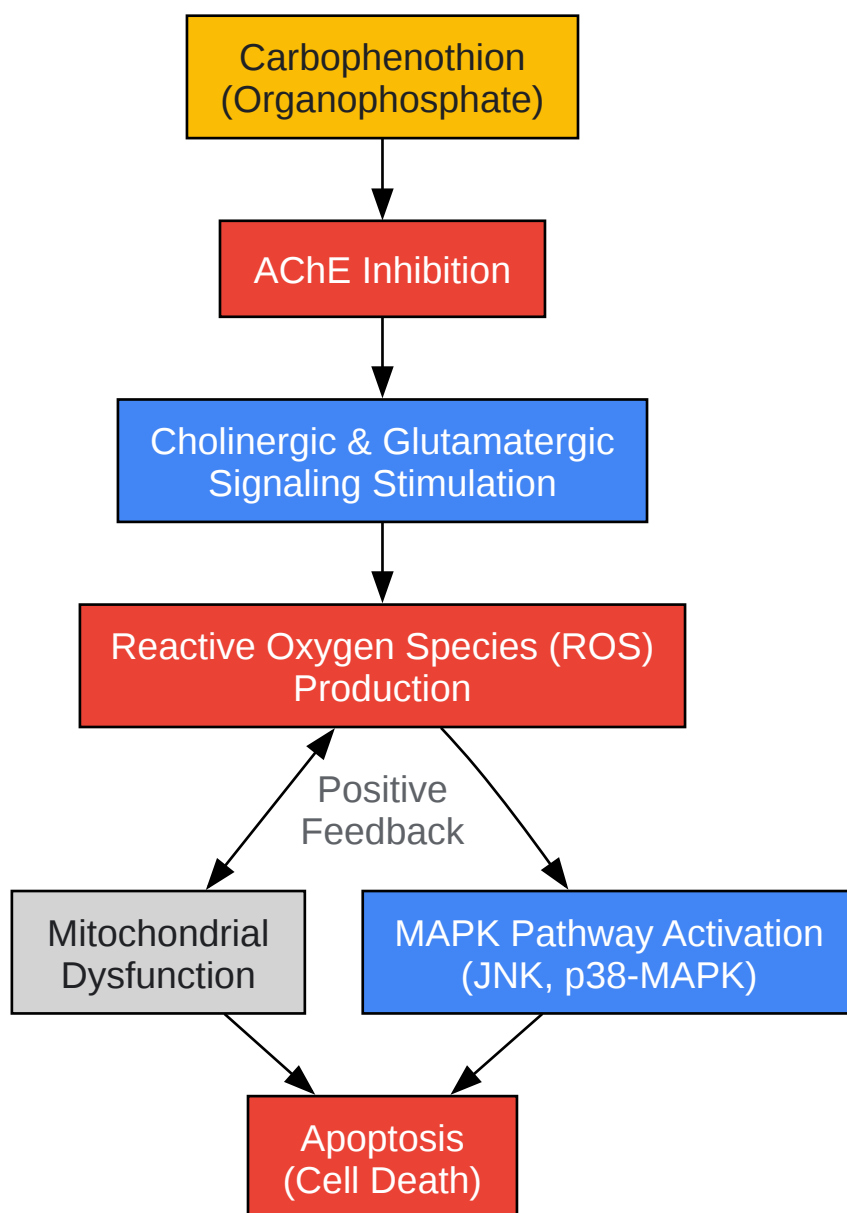 Carbophenothion
(Organophosphate)
AChE Inhibition
Cholinergic & Glutamatergic
Signaling Stimulation
Reactive Oxygen Species (ROS)
Production
Positive
Feedback
Mitochondrial
Dysfunction
MAPK Pathway Activation
(JNK, p38-MAPK)
Apoptosis
(Cell Death)